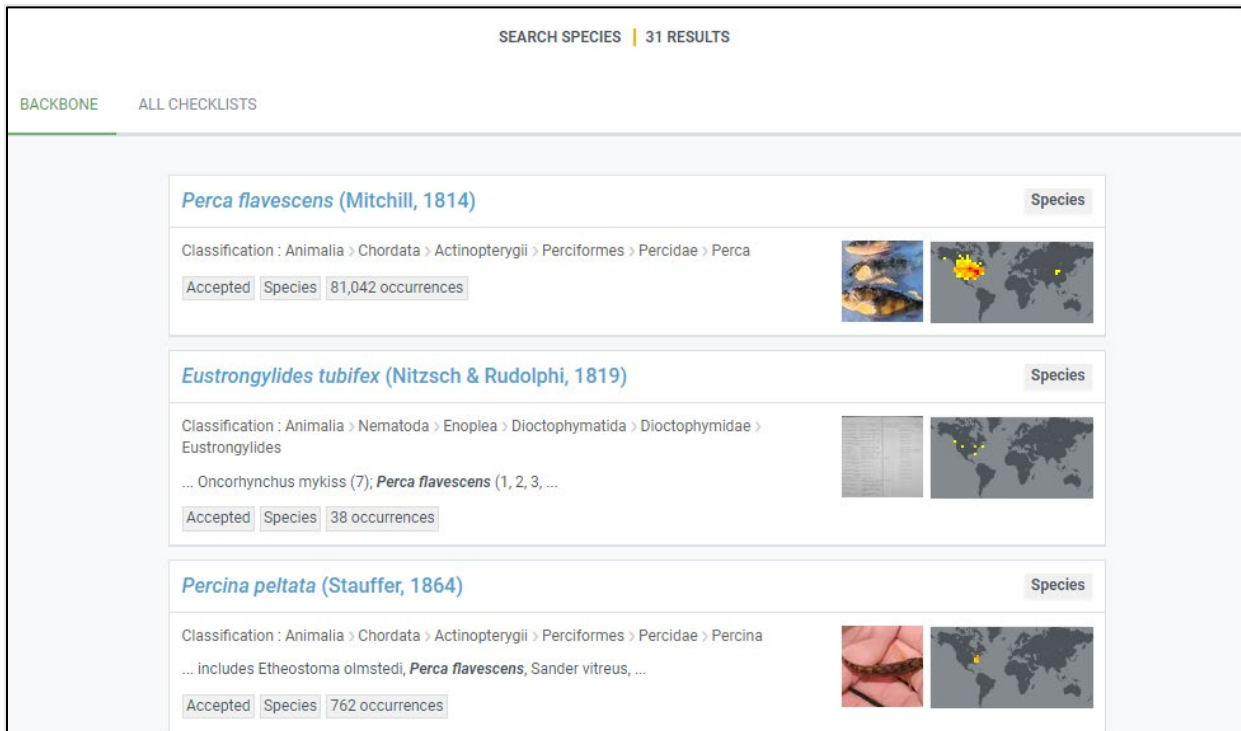 SEARCH SPECIES | 31 RESULTS
BACKBONE ALL CHECKLISTS
Perca flavescens (Mitchill, 1814) Species
Classification : Animalia > Chordata > Actinopterygii > Perciformes > Percidae > Perca
Accepted Species 81,042 occurrences
Eustrongylides tubifex (Nitzsch & Rudolphi, 1819) Species
Classification : Animalia > Nematoda > Enoplea > Dioctophymatida > Dioctophymidae >
Eustrongylides
... Oncorhynchus mykiss (7); Perca flavescens (1, 2, 3, ...
Accepted Species 38 occurrences
Percina peltata (Stauffer, 1864) Species
Classification : Animalia > Chordata > Actinopterygii > Perciformes > Percidae > Percina
... includes Etheostoma olmstedi, Perca flavescens, Sander vitreus, ...
Accepted Species 762 occurrences